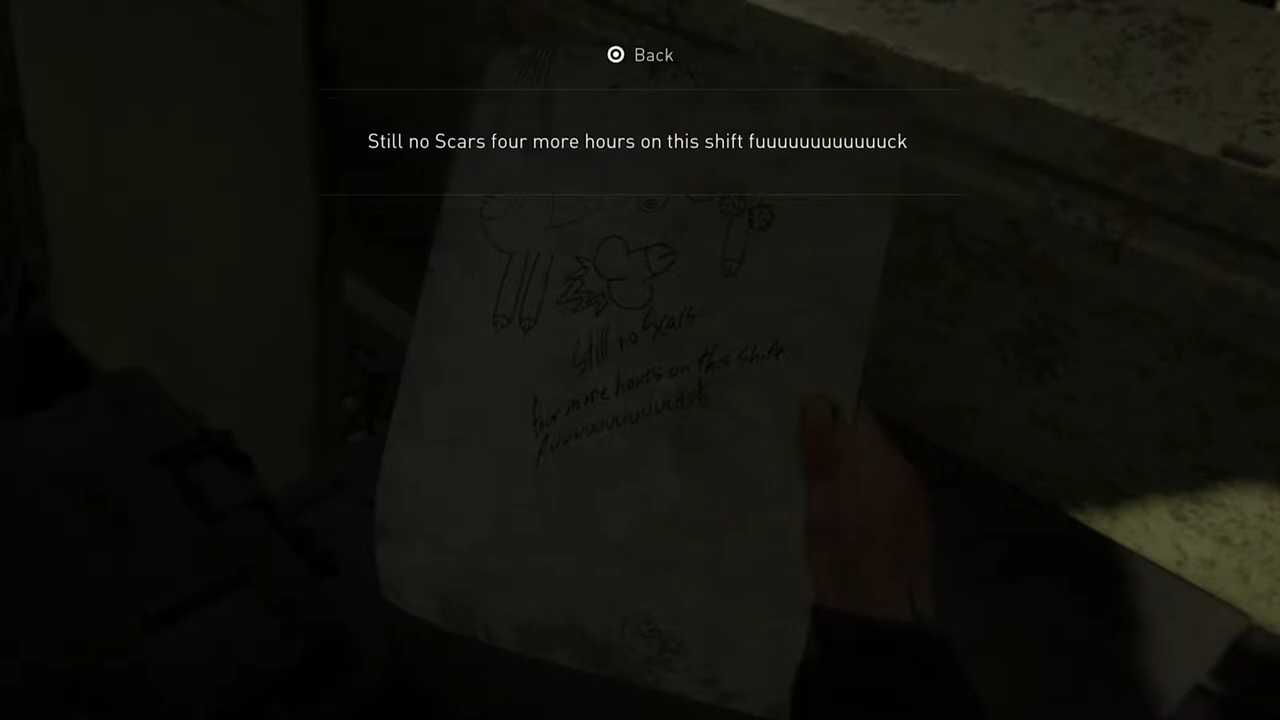 Back
Still no Scars four more hours on this shift fuuuuuuuuuuuuck
Still no Scars
four more hours on this shift